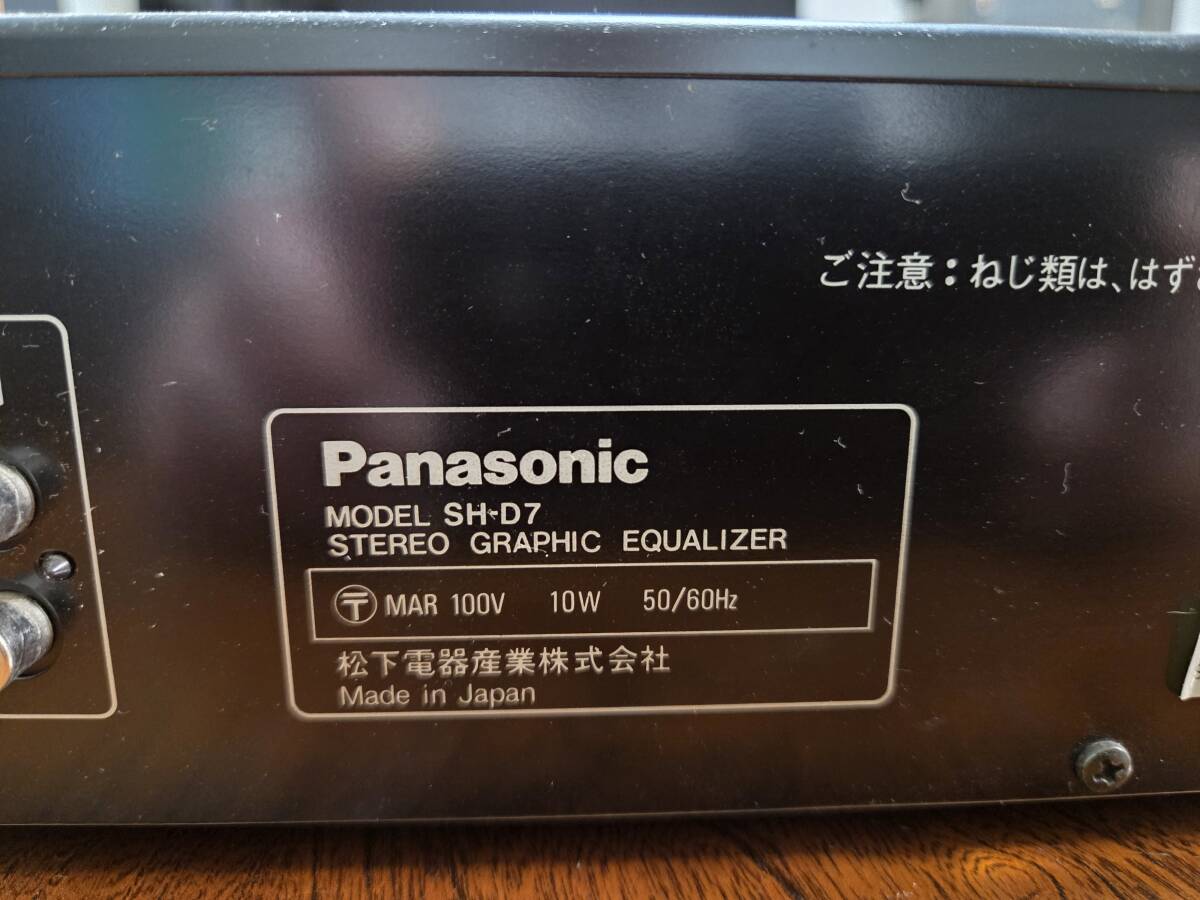 ご注意：ねじ類は、はず
Panasonic
MODEL SH-D7
STEREO GRAPHIC EQUALIZER
〶 MAR 100V 10W 50/60Hz
松下電器産業株式会社
Made in Japan